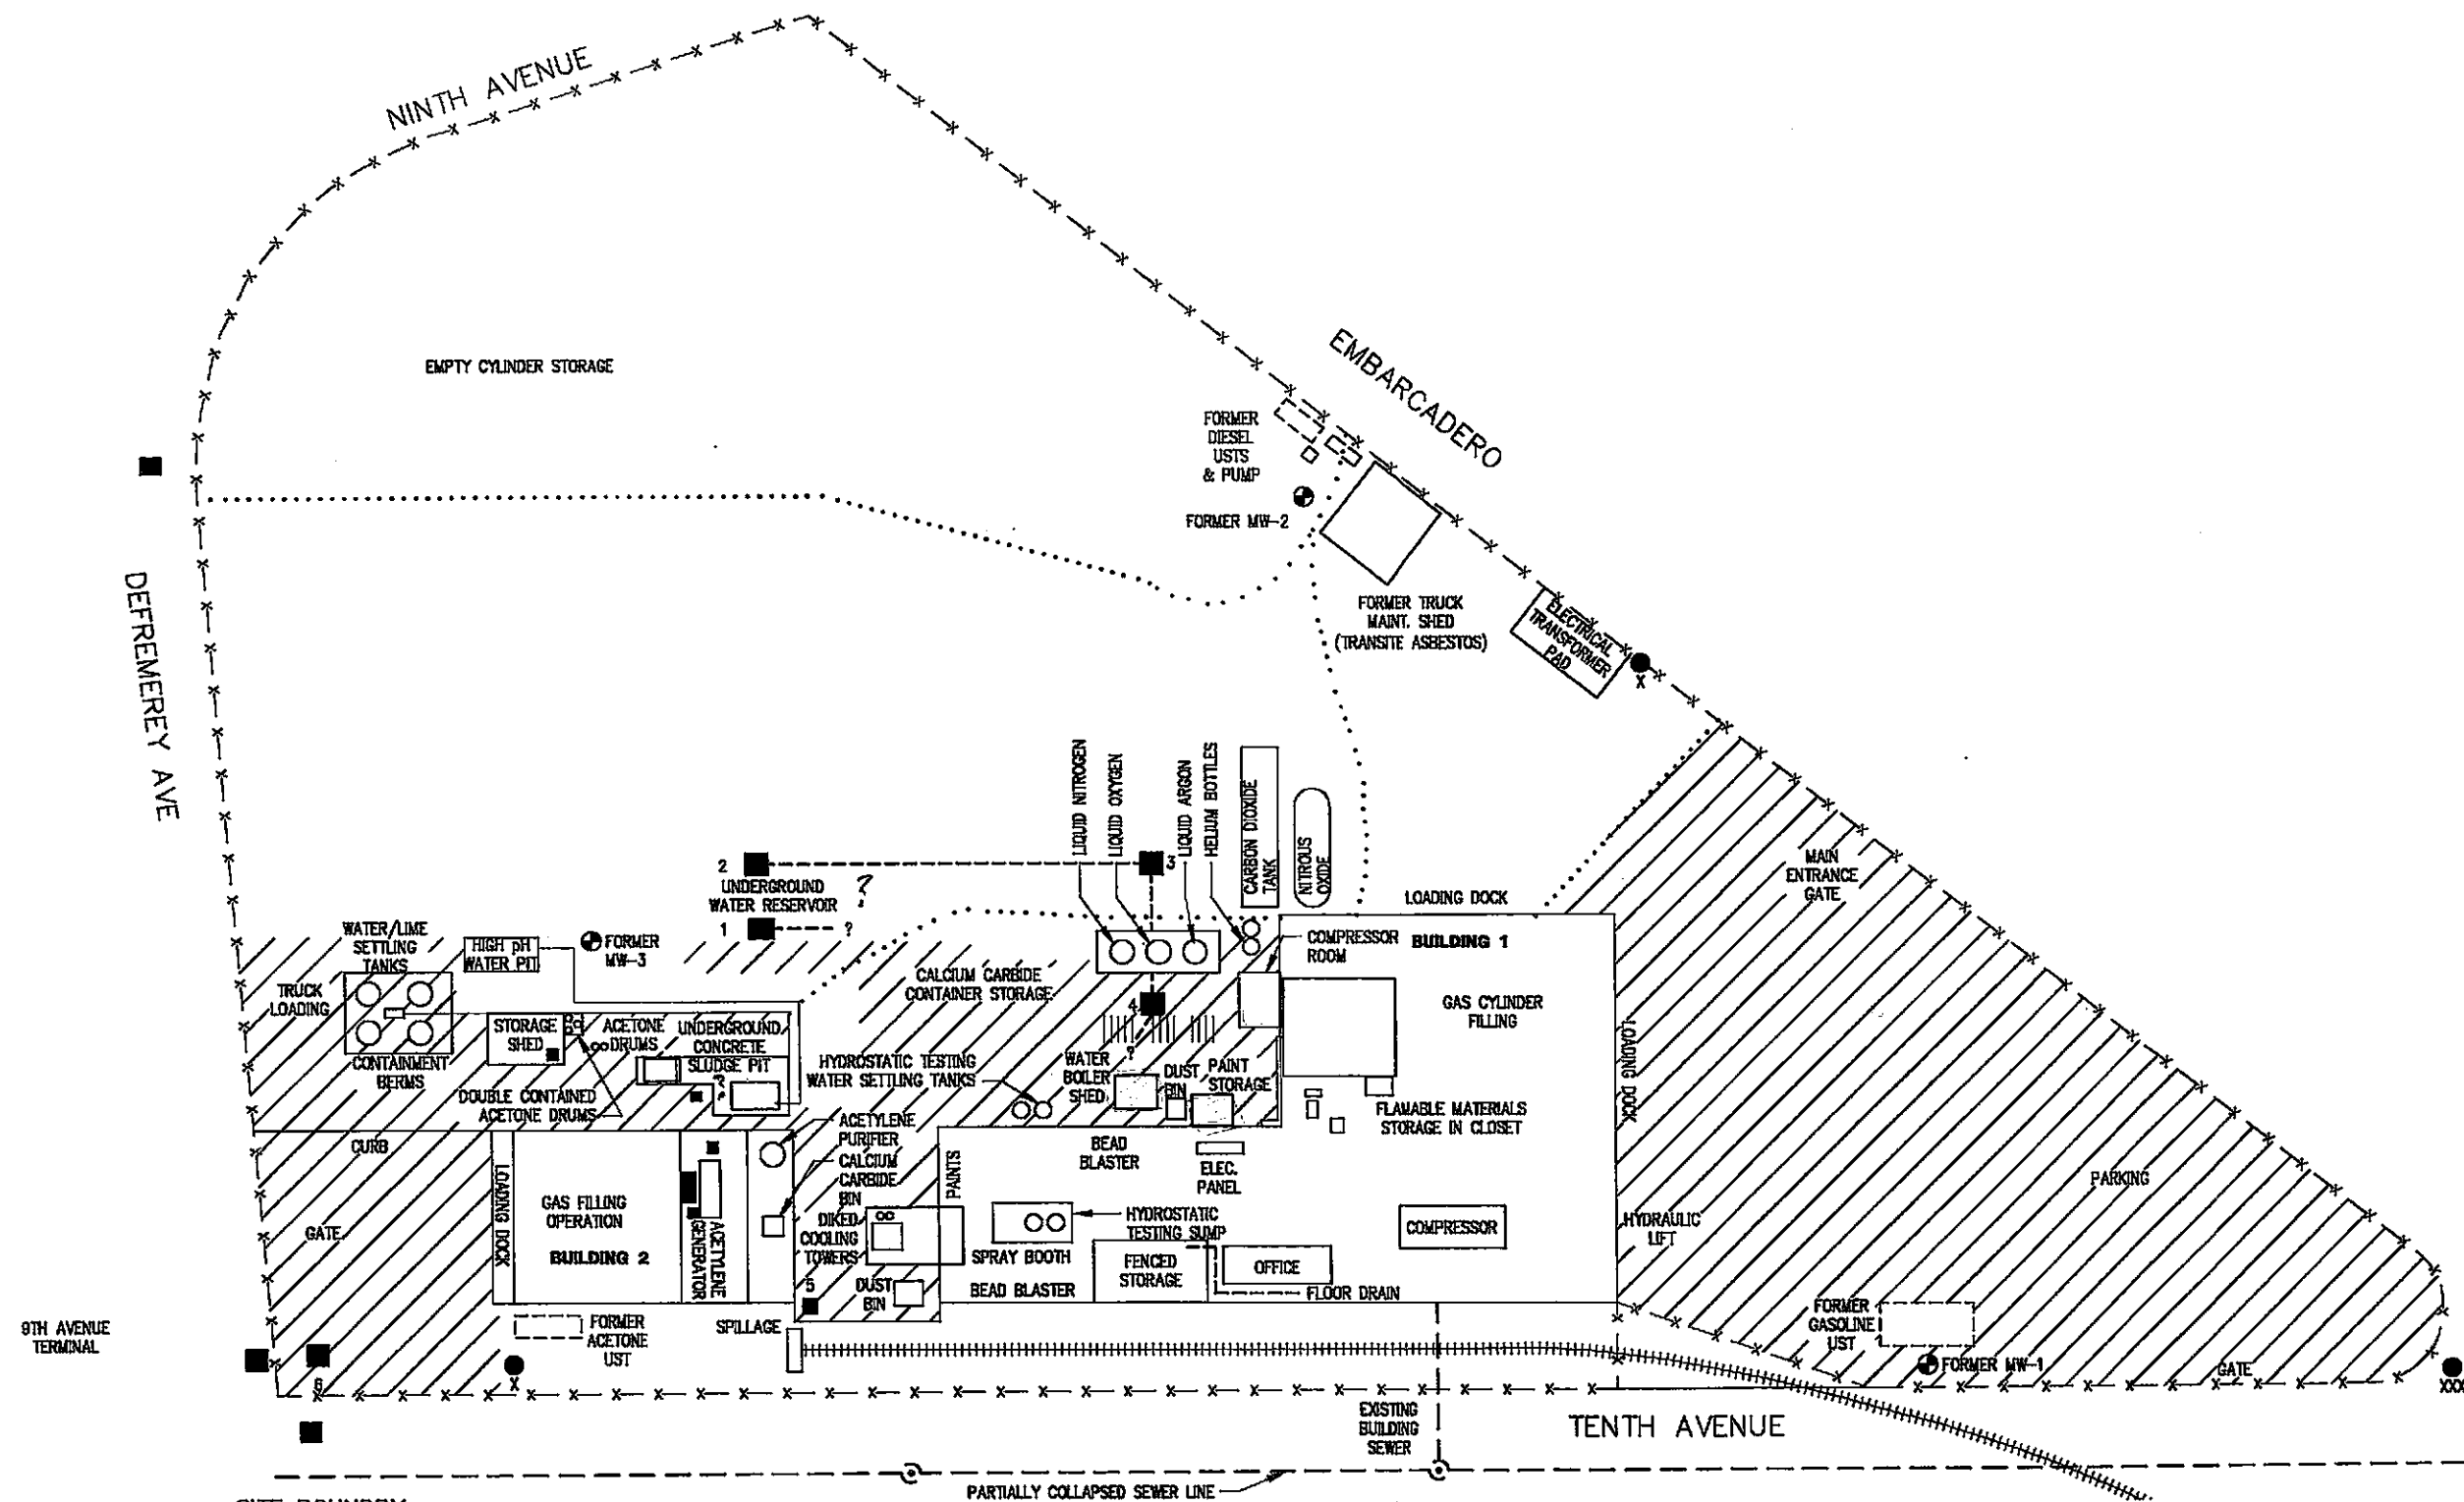 NINTH AVENUE
EMBARCADERO
EMPTY CYLINDER STORAGE
FORMER
DIESEL
USTS
& PUMP
FORMER MW-2
DEFREMEREY AVE
FORMER TRUCK
MAINT. SHED
(TRANSITE ASBESTOS)
ELECTRICAL
TRANSFORMER
PAD
X
LIQUID NITROGEN
LIQUID OXYGEN
LIQUID ARGON
HELIUM BOTTLES
CARBON DIOXIDE
TANK
NITROUS
OXIDE
MAIN
ENTRANCE
GATE
2
3
UNDERGROUND
WATER RESERVOIR
?
1
?
LOADING DOCK
WATER/LIME
SETTLING
TANKS
HIGH pH
WATER PIT
FORMER
MW-3
COMPRESSOR
ROOM
BUILDING 1
TRUCK
LOADING
CALCIUM CARBIDE
CONTAINER STORAGE
4
?
GAS CYLINDER
FILLING
STORAGE
SHED
ACETONE
DRUMS
UNDERGROUND
CONCRETE
SLUDGE PIT
?
CONTAINMENT
BERMS
HYDROSTATIC TESTING
WATER SETTLING TANKS
WATER
BOILER
SHED
DUST
BIN
PAINT
STORAGE
LOADING DOCK
DOUBLE CONTAINED
ACETONE DRUMS
FLAMABLE MATERIALS
STORAGE IN CLOSET
CURB
ACETYLENE
PURIFIER
CALCIUM
CARBIDE
BIN
BEAD
BLASTER
ELEC.
PANEL
PAINTS
PARKING
LOADING DOCK
GAS FILLING
OPERATION
BUILDING 2
ACETYLENE
GENERATOR
GATE
DIKED
COOLING
TOWERS
HYDROSTATIC
TESTING SUMP
SPRAY BOOTH
COMPRESSOR
HYDRAULIC
LIFT
FENCED
STORAGE
OFFICE
5
DUST
BIN
BEAD BLASTER
FLOOR DRAIN
9TH AVENUE
TERMINAL
FORMER
ACETONE
UST
SPILLAGE
FORMER
GASOLINE
UST
FORMER MW-1
GATE
6
X
XXX
EXISTING
BUILDING
SEWER
TENTH AVENUE
PARTIALLY COLLAPSED SEWER LINE